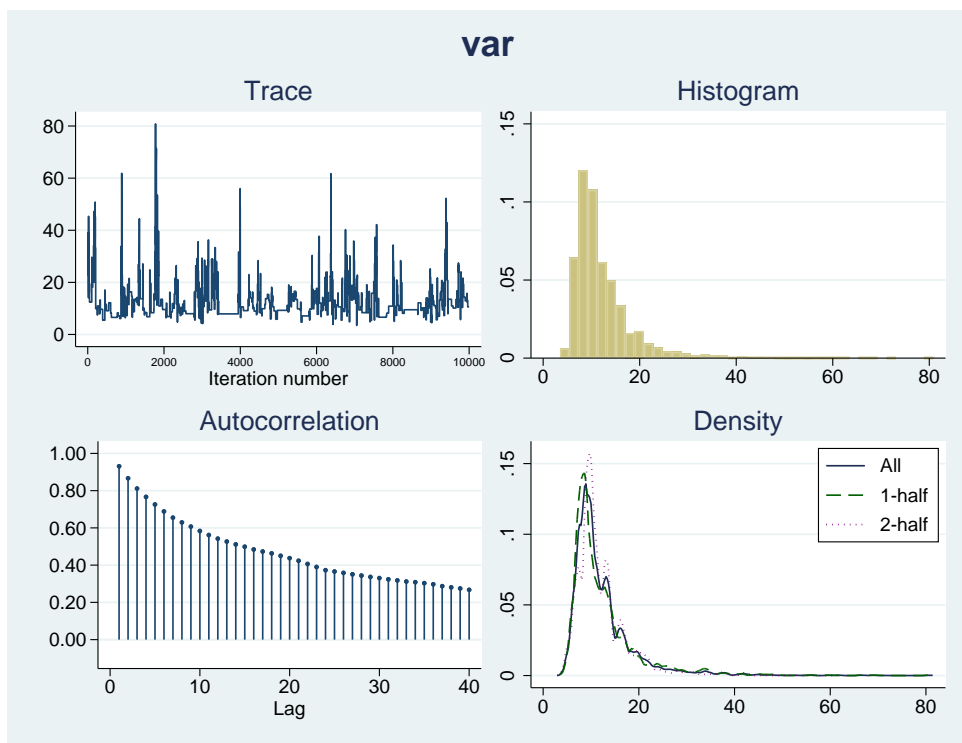 var
Trace
80
60
40
20
0
0 2000 4000 6000 8000 10000
Iteration number
Histogram
.15
.1
.05
0
0 20 40 60 80
Autocorrelation
1.00
0.80
0.60
0.40
0.20
0.00
0 10 20 30 40
Lag
Density
.15
.1
.05
0
0 20 40 60 80
All
1-half
2-half